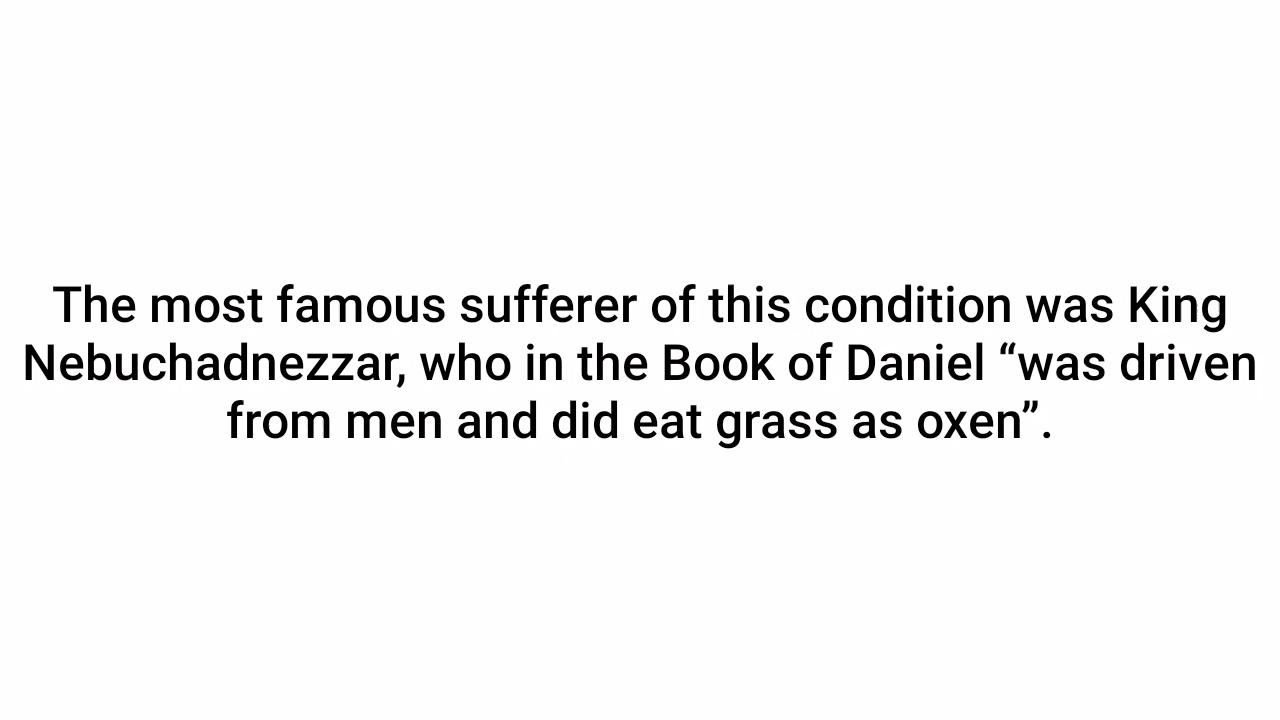 The most famous sufferer of this condition was King
Nebuchadnezzar, who in the Book of Daniel “was driven
from men and did eat grass as oxen”.